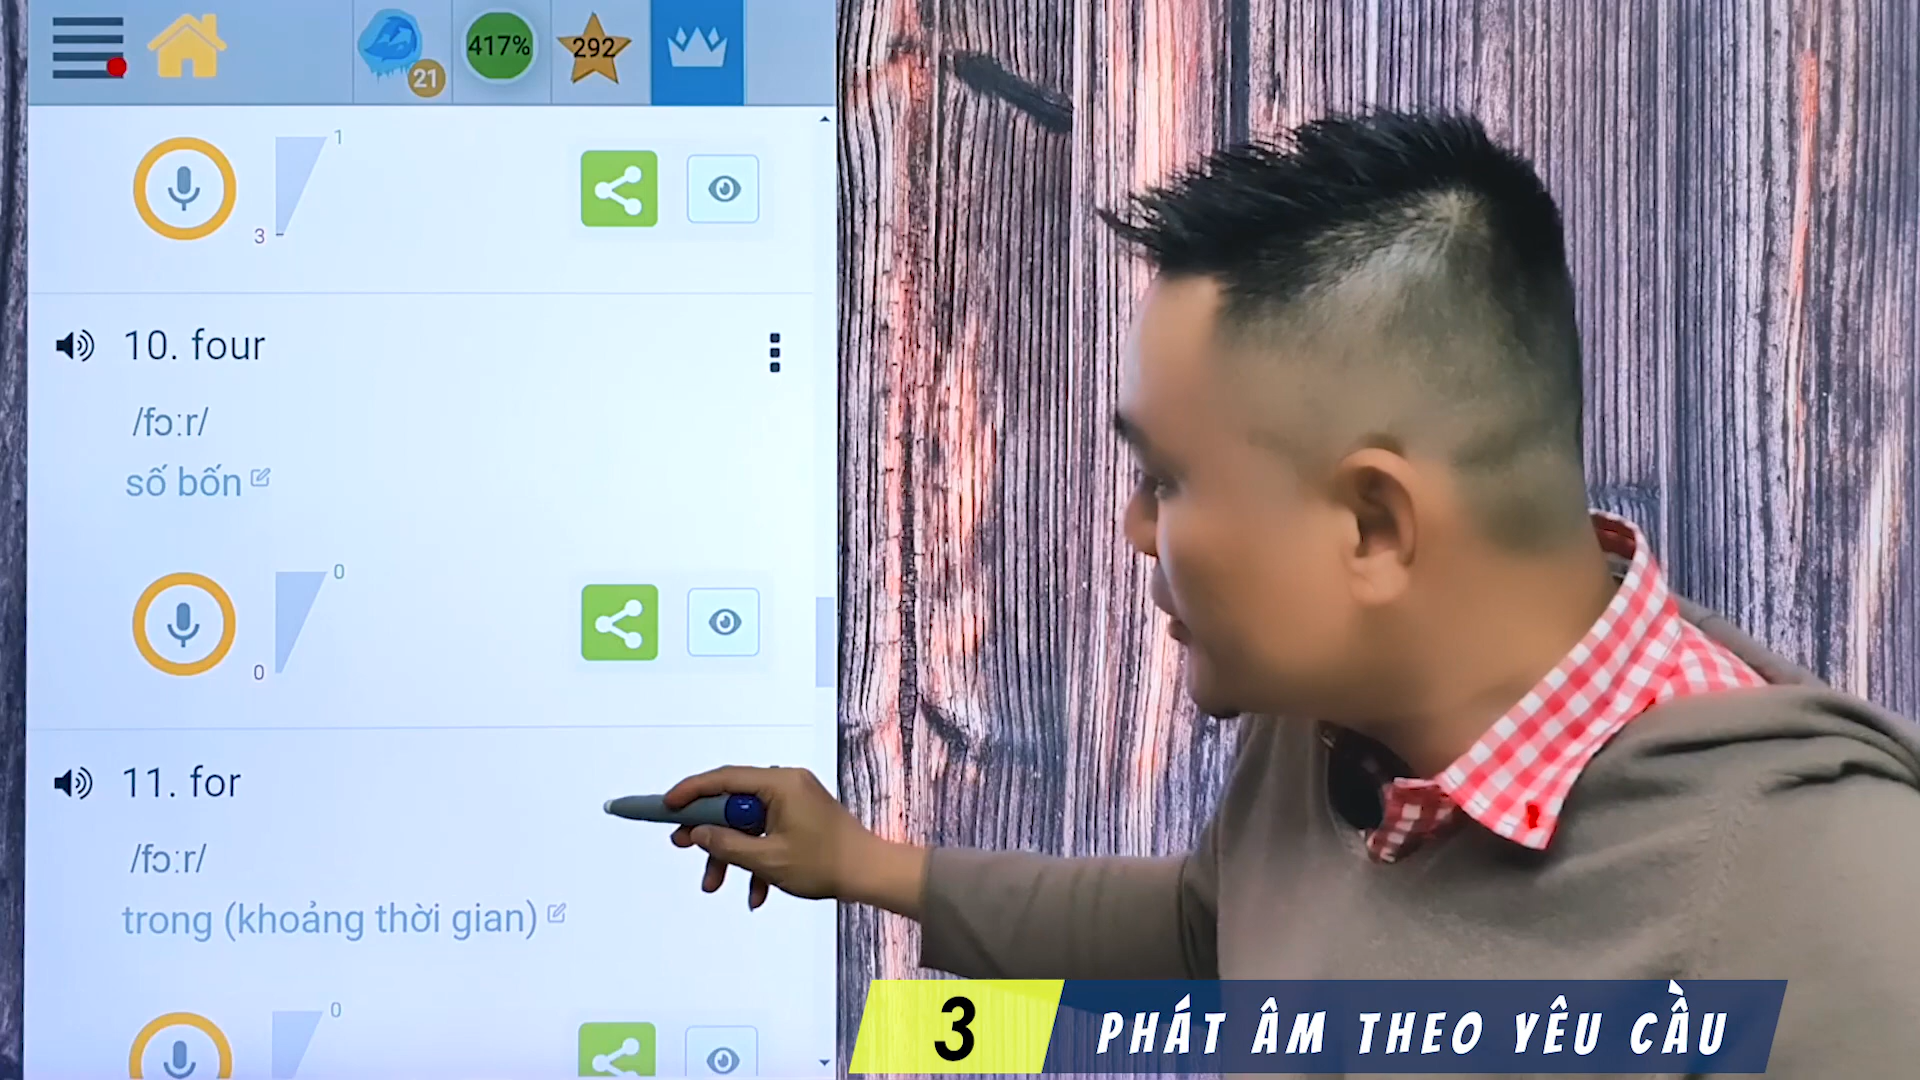 21
417%
292
1
3
10. four
/fɔːr/
số bốn
0
0
11. for
/fɔːr/
trong (khoảng thời gian)
0
3 PHÁT ÂM THEO YÊU CẦU